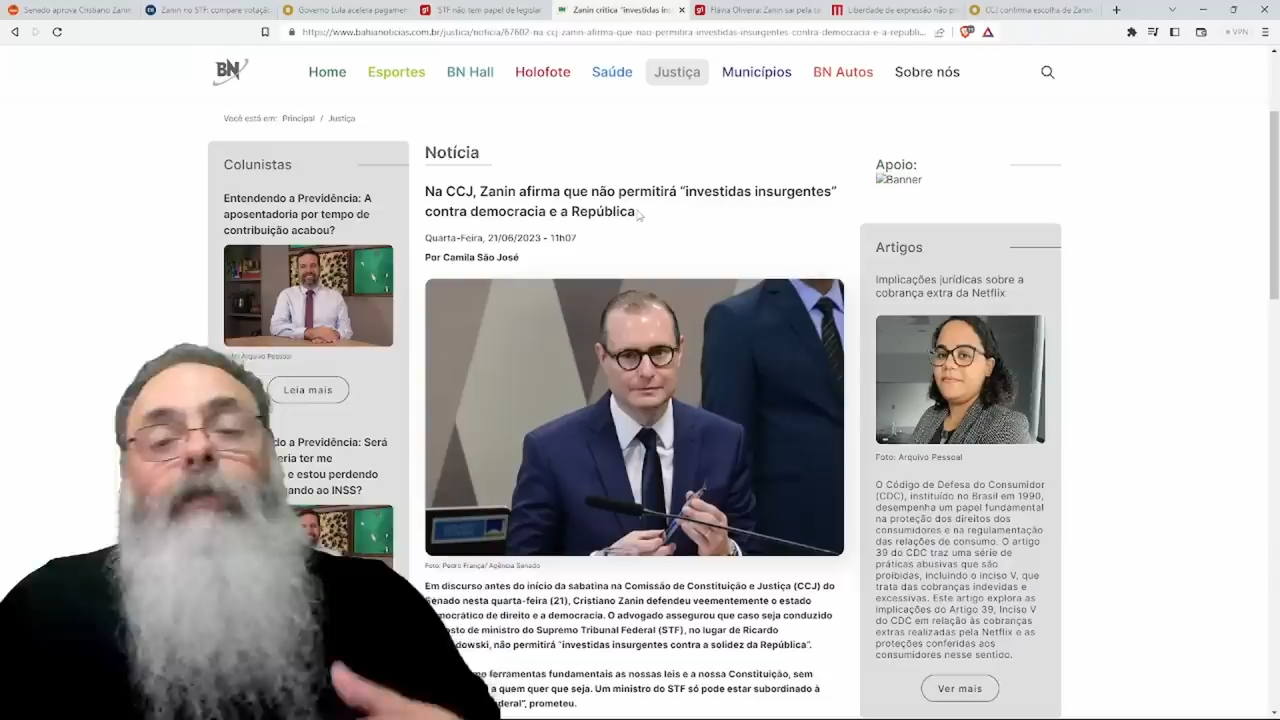 Senado aprova Cristiano Zanin
Zanin no STF: compare votaçã
Governo Lula acelera pagamen
'STF não tem papel de legislar
Zanin critica "investidas ins
Flávia Oliveira: Zanin sai pela ta
Liberdade de expressão não pr
CCJ confirma escolha de Zanin
https://www.bahianoticias.com.br/justica/noticia/67602-na-ccj-zanin-afirma-que-nao-permitira-investidas-insurgentes-contra-democracia-e-a-republi...
VPN
BN
Home
Esportes
BN Hall
Holofote
Saúde
Justiça
Municípios
BN Autos
Sobre nós
Você está em: Principal / Justiça
Colunistas
Entendendo a Previdência: A
aposentadoria por tempo de
contribuição acabou?
Arquivo Pessoal
Leia mais
do a Previdência: Será
eria ter me
e estou perdendo
ando ao INSS?
Notícia
Na CCJ, Zanin afirma que não permitirá “investidas insurgentes”
contra democracia e a República
Quarta-Feira, 21/06/2023 - 11h07
Por Camila São José
Foto: Pedro França/ Agência Senado
Em discurso antes do início da sabatina na Comissão de Constituição e Justiça (CCJ) do
Senado nesta quarta-feira (21), Cristiano Zanin defendeu veementemente o estado
mocrático de direito e a democracia. O advogado assegurou que caso seja conduzido
osto de ministro do Supremo Tribunal Federal (STF), no lugar de Ricardo
dowski, não permitirá “investidas insurgentes contra a solidez da República”.
mo ferramentas fundamentais as nossas leis e a nossa Constituição, sem
a quem quer que seja. Um ministro do STF só pode estar subordinado à
deral”, prometeu.
Apoio:
Banner
Artigos
Implicações jurídicas sobre a
cobrança extra da Netflix
Foto: Arquivo Pessoal
O Código de Defesa do Consumidor
(CDC), instituído no Brasil em 1990,
desempenha um papel fundamental
na proteção dos direitos dos
consumidores e na regulamentação
das relações de consumo. O artigo
39 do CDC traz uma série de
práticas abusivas que são
proibidas, incluindo o inciso V, que
trata das cobranças indevidas e
excessivas. Este artigo explora as
implicações do Artigo 39, Inciso V
do CDC em relação às cobranças
extras realizadas pela Netflix e as
proteções conferidas aos
consumidores nesse sentido.
Ver mais